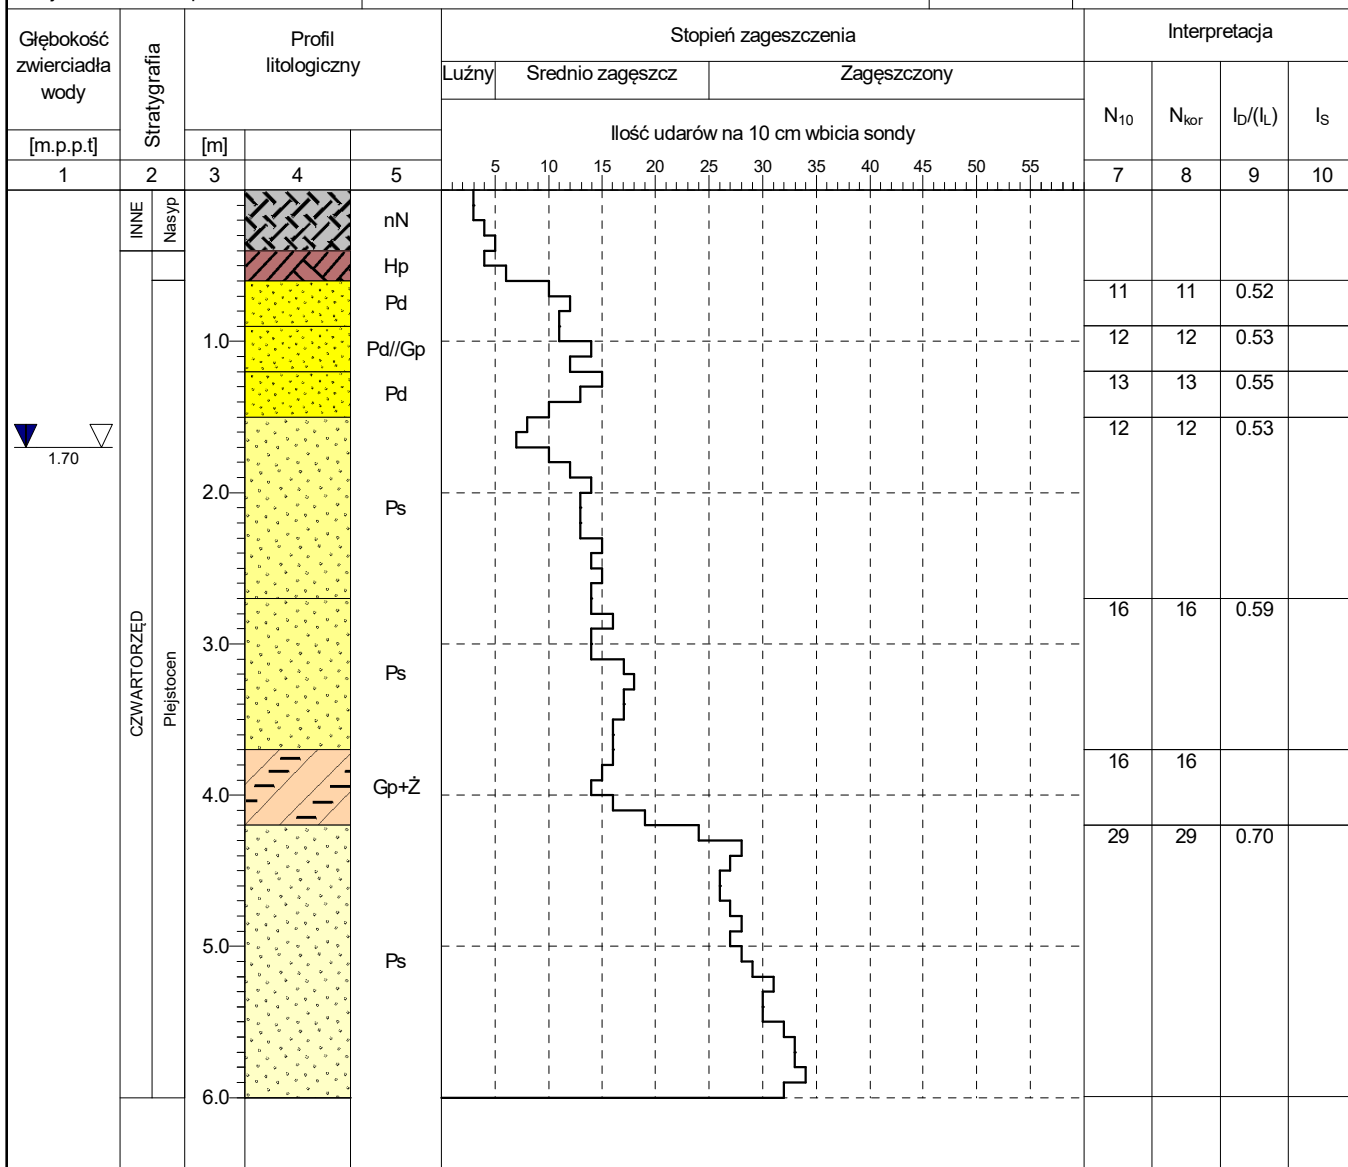 Głębokość
zwierciadła
wody
Stratygrafia
Profil
litologiczny
Stopień zageszczenia
Interpretacja
Luźny
Srednio zagęszcz
Zagęszczony
[m.p.p.t]
[m]
Ilość udarów na 10 cm wbicia sondy
N10
Nkor
ID/(IL)
IS
5 10 15 20 25 30 35 40 45 50 55
1 2 3 4 5 7 8 9 10
INNE
Nasyp
nN
Hp
Pd
11 11 0.52
1.0
Pd//Gp
12 12 0.53
Pd
13 13 0.55
12 12 0.53
1.70
2.0
Ps
16 16 0.59
CZWARTORZĘD
Plejstocen
3.0
Ps
16 16
Gp+Ż
4.0
29 29 0.70
5.0
Ps
6.0